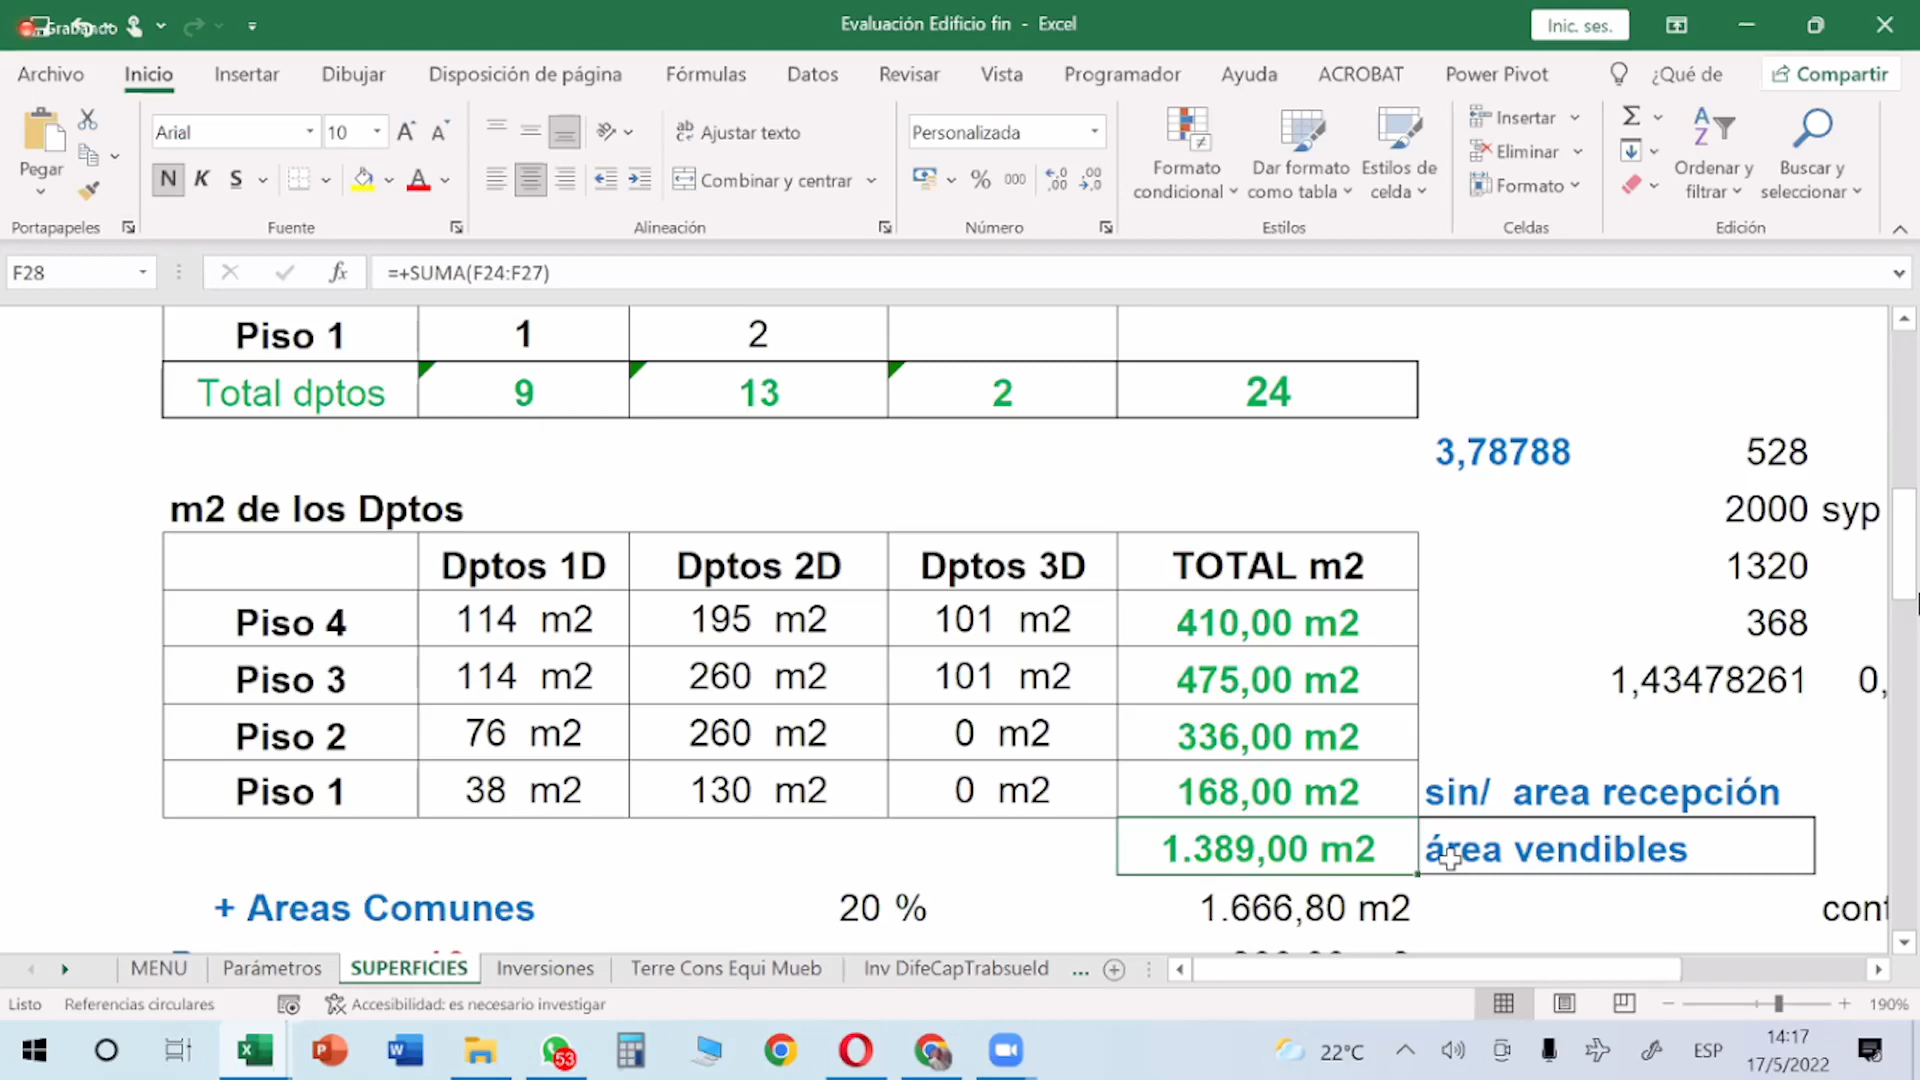 Grabando
Evaluación Edificio fin - Excel
Inic. ses.
Archivo Inicio Insertar Dibujar Disposición de página Fórmulas Datos Revisar Vista Programador Ayuda ACROBAT Power Pivot ¿Qué de Compartir
Pegar
Arial 10
N K S
Ajustar texto
Combinar y centrar
Personalizada
% 000
Formato condicional
Dar formato como tabla
Estilos de celda
Insertar
Eliminar
Formato
Ordenar y filtrar
Buscar y seleccionar
Portapapeles Fuente Alineación Número Estilos Celdas Edición
F28 fx =+SUMA(F24:F27)
Piso 1 1 2
Total dptos 9 13 2 24
3,78788 528
m2 de los Dptos 2000 syp
Dptos 1D Dptos 2D Dptos 3D TOTAL m2 1320
Piso 4 114 m2 195 m2 101 m2 410,00 m2 368
Piso 3 114 m2 260 m2 101 m2 475,00 m2 1,43478261 0,
Piso 2 76 m2 260 m2 0 m2 336,00 m2
Piso 1 38 m2 130 m2 0 m2 168,00 m2 sin/ area recepción
1.389,00 m2 área vendibles
+ Areas Comunes 20 % 1.666,80 m2 cont
MENU Parámetros SUPERFICIES Inversiones Terre Cons Equi Mueb Inv DifeCapTrabsueld ...
Listo Referencias circulares Accesibilidad: es necesario investigar 190%
53
22°C ESP 14:17
17/5/2022